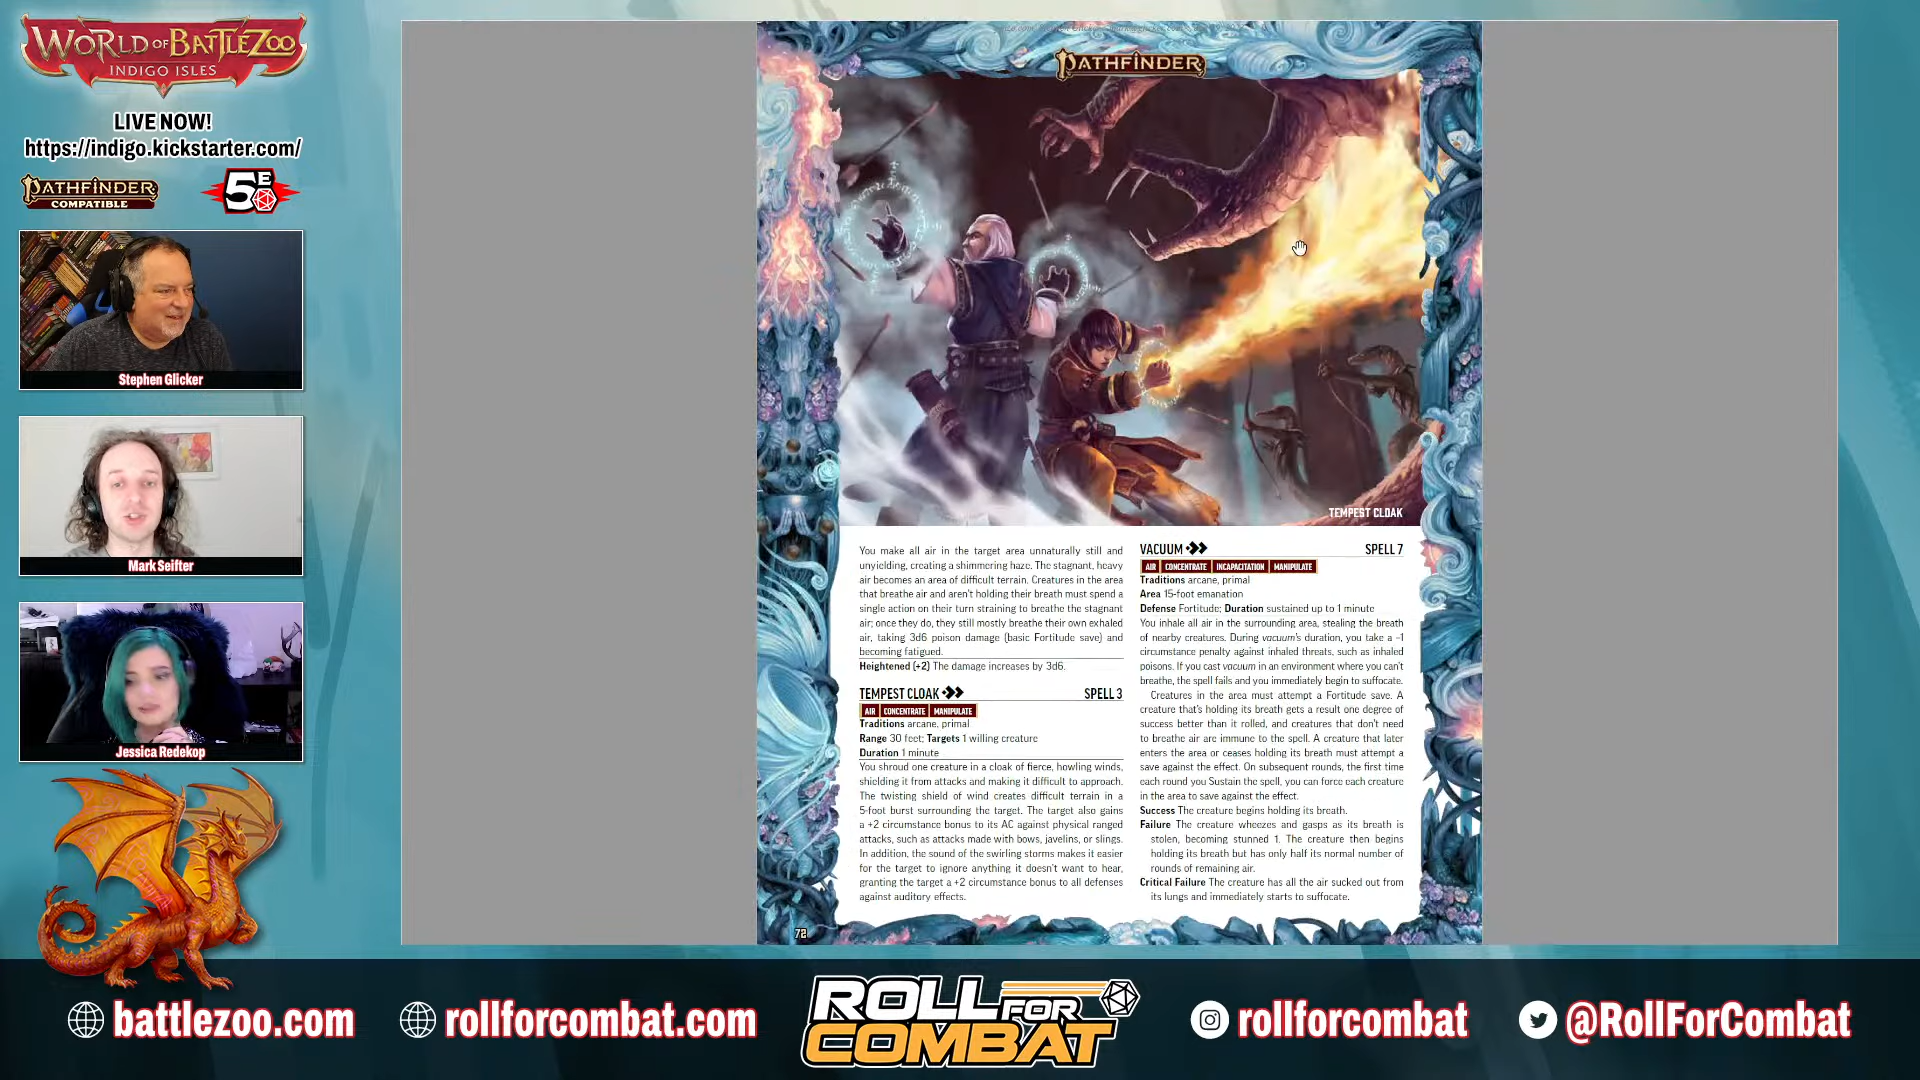 WORLD OF BATTLEZOO
INDIGO ISLES
LIVE NOW!
https://indigo.kickstarter.com/
PATHFINDER
COMPATIBLE
5E
Stephen Glicker
Mark Seifter
Jessica Redekop
PATHFINDER
TEMPEST CLOAK
You make all air in the target area unnaturally still and
unyielding, creating a shimmering haze. The stagnant, heavy
air becomes an area of difficult terrain. Creatures in the area
that breathe air and aren't holding their breath must spend a
single action on their turn straining to breathe the stagnant
air; once they do, they still mostly breathe their own exhaled
air, taking 3d6 poison damage (basic Fortitude save) and
becoming fatigued.
Heightened (+2) The damage increases by 3d6.
TEMPEST CLOAK SPELL 3
AIR CONCENTRATE MANIPULATE
Traditions arcane, primal
Range 30 feet; Targets 1 willing creature
Duration 1 minute
You shroud one creature in a cloak of fierce, howling winds,
shielding it from attacks and making it difficult to approach.
The twisting shield of wind creates difficult terrain in a
5-foot burst surrounding the target. The target also gains
a +2 circumstance bonus to its AC against physical ranged
attacks, such as attacks made with bows, javelins, or slings.
In addition, the sound of the swirling storms makes it easier
for the target to ignore anything it doesn't want to hear,
granting the target a +2 circumstance bonus to all defenses
against auditory effects.
VACUUM SPELL 7
AIR CONCENTRATE INCAPACITATION MANIPULATE
Traditions arcane, primal
Area 15-foot emanation
Defense Fortitude; Duration sustained up to 1 minute
You inhale all air in the surrounding area, stealing the breath
of nearby creatures. During vacuum's duration, you take a –1
circumstance penalty against inhaled threats, such as inhaled
poisons. If you cast vacuum in an environment where you can't
breathe, the spell fails and you immediately begin to suffocate.
Creatures in the area must attempt a Fortitude save. A
creature that's holding its breath gets a result one degree of
success better than it rolled, and creatures that don't need
to breathe air are immune to the spell. A creature that later
enters the area or ceases holding its breath must attempt a
save against the effect. On subsequent rounds, the first time
each round you Sustain the spell, you can force each creature
in the area to save against the effect.
Success The creature begins holding its breath.
Failure The creature wheezes and gasps as its breath is
stolen, becoming stunned 1. The creature then begins
holding its breath but has only half its normal number of
rounds of remaining air.
Critical Failure The creature has all the air sucked out from
its lungs and immediately starts to suffocate.
72
battlezoo.com
rollforcombat.com
ROLL FOR
COMBAT
rollforcombat
@RollForCombat